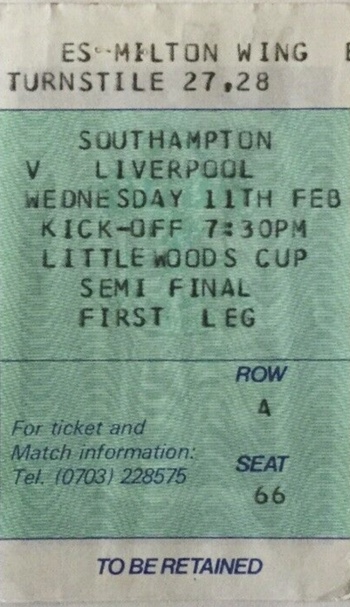 ES-MILTON WING E
TURNSTILE 27,28
SOUTHAMPTON
V LIVERPOOL
WEDNESDAY 11TH FEB
KICK-OFF 7:30PM
LITTLEWOODS CUP
SEMI FINAL
FIRST LEG
ROW
A
For ticket and
Match information:
Tel. (0703) 228575
SEAT
66
TO BE RETAINED